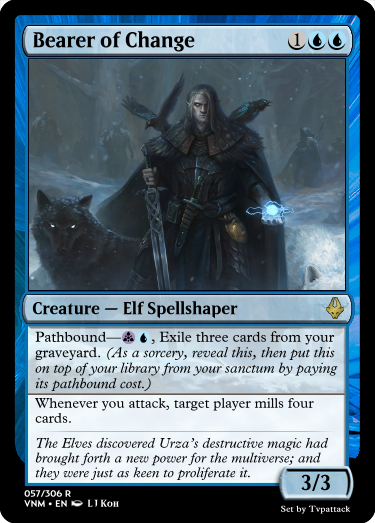 Bearer of Change
1
Creature — Elf Spellshaper
Pathbound— , Exile three cards from your
graveyard. (As a sorcery, reveal this, then put this
on top of your library from your sanctum by paying
its pathbound cost.)
Whenever you attack, target player mills four
cards.
The Elves discovered Urza's destructive magic had
brought forth a new power for the multiverse; and
they were just as keen to proliferate it.
3/3
057/306 R
VNM • EN LJ Koh
Set by Tvpattack